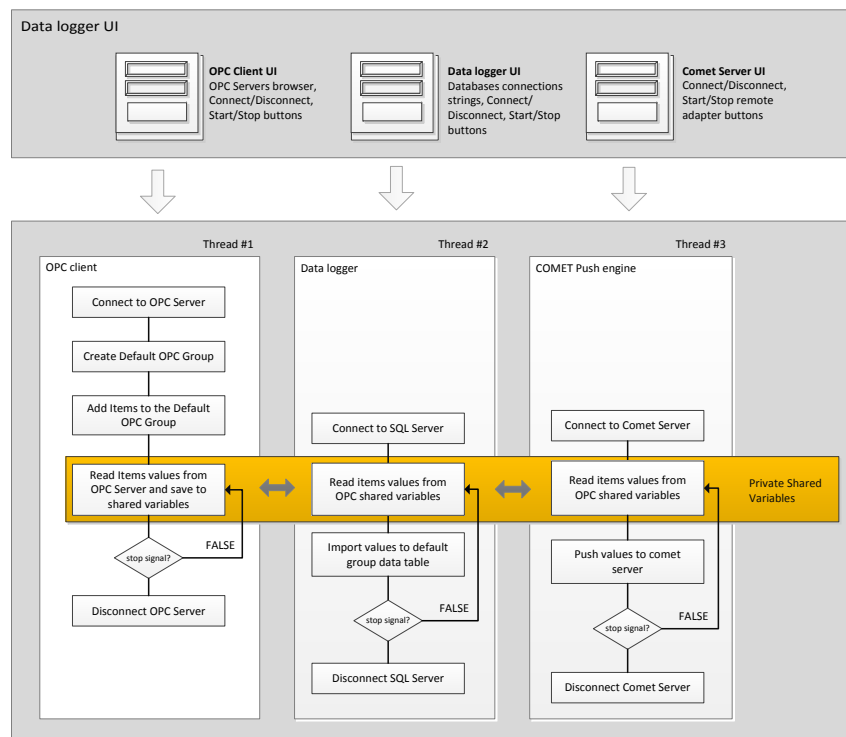 Data logger UI
OPC Client UI
OPC Servers browser,
Connect/Disconnect,
Start/Stop buttons
Data logger UI
Databases connections
strings, Connect/
Disconnect, Start/Stop
buttons
Comet Server UI
Connect/Disconnect,
Start/Stop remote
adapter buttons
Thread #1
OPC client
Connect to OPC Server
Create Default OPC Group
Add Items to the Default
OPC Group
Read Items values from
OPC Server and save to
shared variables
stop signal?
FALSE
Disconnect OPC Server
Thread #2
Data logger
Connect to SQL Server
Read items values from
OPC shared variables
Import values to default
group data table
stop signal?
FALSE
Disconnect SQL Server
Thread #3
COMET Push engine
Connect to Comet Server
Read items values from
OPC shared variables
Push values to comet
server
stop signal?
FALSE
Disconnect Comet Server
Private Shared
Variables